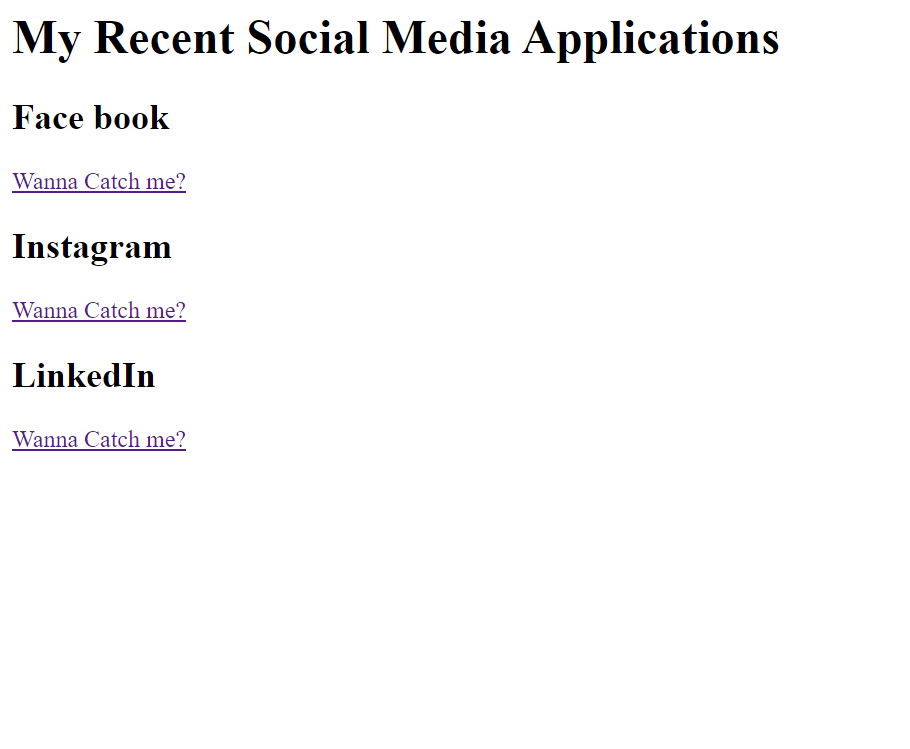 My Recent Social Media Applications
Face book
Wanna Catch me?
Instagram
Wanna Catch me?
LinkedIn
Wanna Catch me?